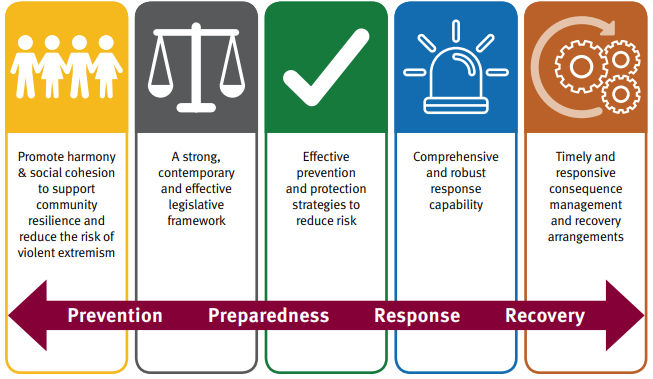 Promote harmony
& social cohesion
to support
community
resilience and
reduce the risk of
violent extremism
A strong,
contemporary
and effective
legislative
framework
Effective
prevention
and protection
strategies to
reduce risk
Comprehensive
and robust
response
capability
Timely and
responsive
consequence
management
and recovery
arrangements
Prevention Preparedness Response Recovery